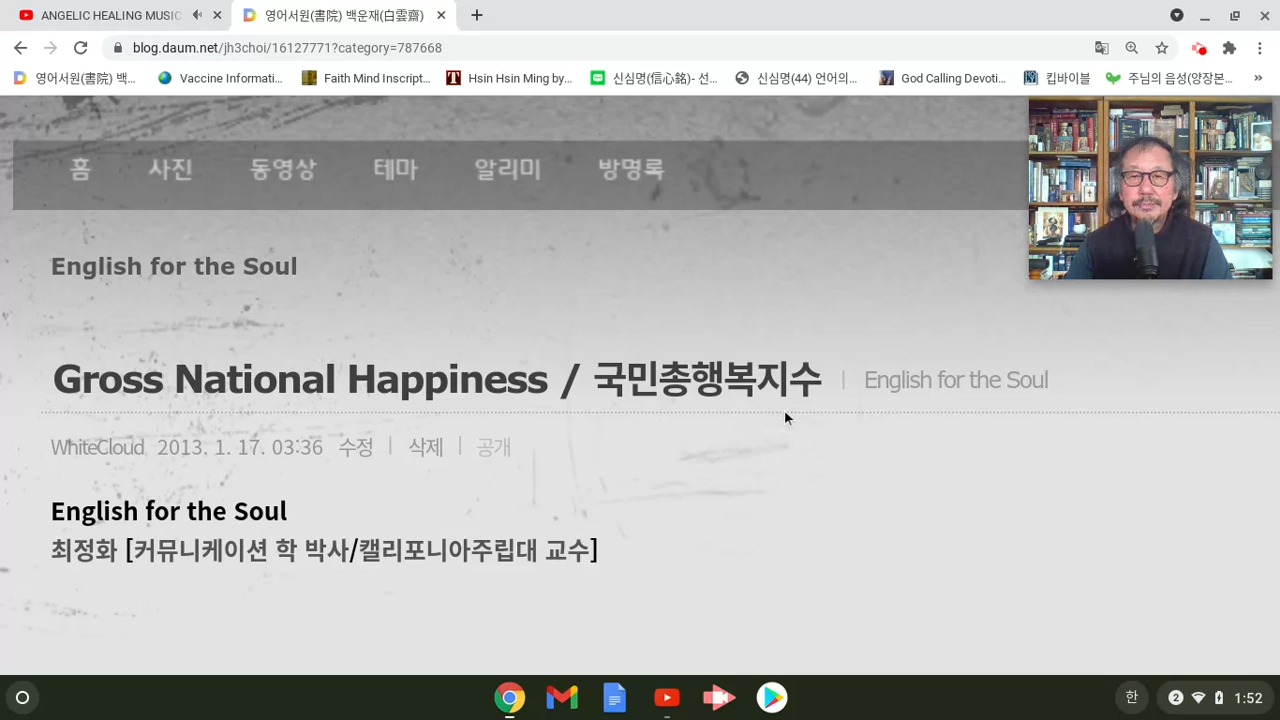 ANGELIC HEALING MUSIC
영어서원(書院) 백운재(白雲齋)
blog.daum.net/jh3choi/16127771?category=787668
영어서원(書院) 백...
Vaccine Informati...
Faith Mind Inscript...
Hsin Hsin Ming by...
신심명(信心銘)- 선...
신심명(44) 언어의...
God Calling Devoti...
킵바이블
주님의 음성(양장본...
»
홈 사진 동영상 테마 알리미 방명록
English for the Soul
Gross National Happiness / 국민총행복지수 | English for the Soul
WhiteCloud 2013. 1. 17. 03:36 수정 | 삭제 | 공개
English for the Soul
최정화 [커뮤니케이션 학 박사/캘리포니아주립대 교수]
한 2 1:52